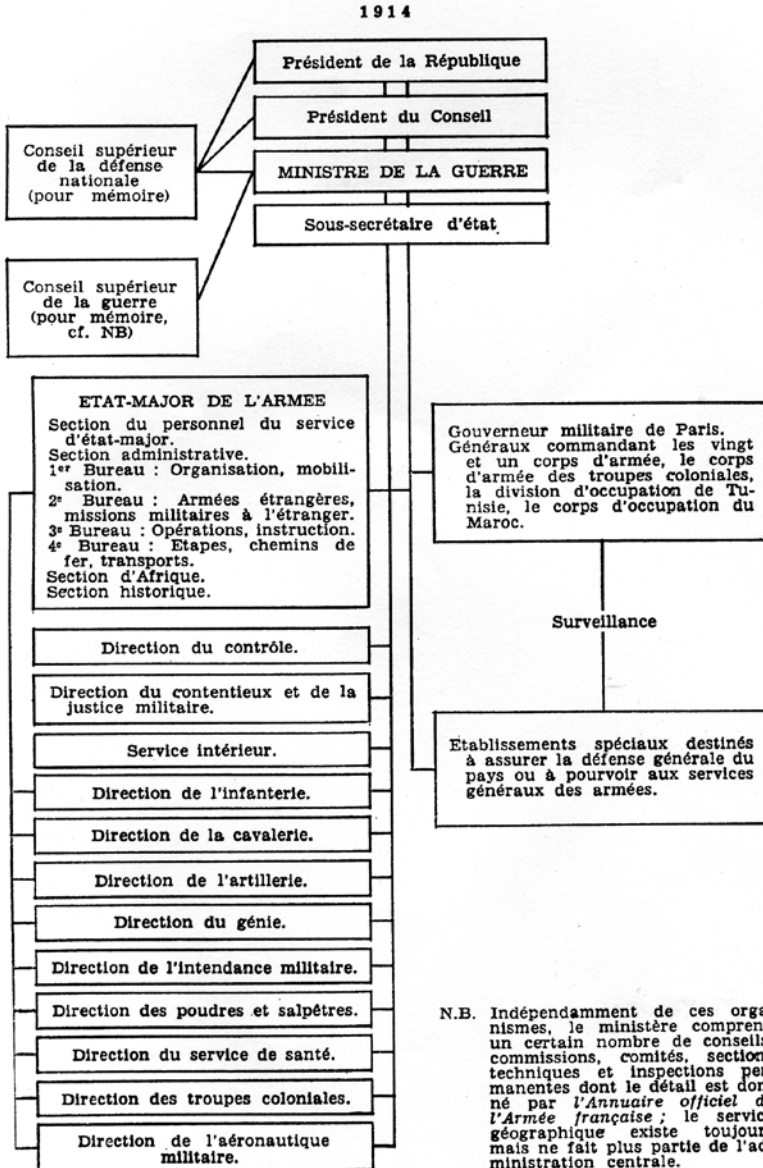 1914
Président de la République
Président du Conseil
Conseil supérieur
de la défense
nationale
(pour mémoire)
MINISTRE DE LA GUERRE
Sous-secrétaire d'état
Conseil supérieur
de la guerre
(pour mémoire,
cf. NB)
ETAT-MAJOR DE L'ARMEE
Section du personnel du service
d'état-major.
Section administrative.
1er Bureau : Organisation, mobili-
sation.
2e Bureau : Armées étrangères,
missions militaires à l'étranger.
3e Bureau : Opérations, instruction.
4e Bureau : Etapes, chemins de
fer, transports.
Section d'Afrique.
Section historique.
Gouverneur militaire de Paris.
Généraux commandant les vingt
et un corps d'armée, le corps
d'armée des troupes coloniales,
la division d'occupation de Tu-
nisie, le corps d'occupation du
Maroc.
Surveillance
Direction du contrôle.
Direction du contentieux et de la
justice militaire.
Service intérieur.
Direction de l'infanterie.
Direction de la cavalerie.
Direction de l'artillerie.
Direction du génie.
Direction de l'intendance militaire.
Direction des poudres et salpêtres.
Direction du service de santé.
Direction des troupes coloniales.
Direction de l'aéronautique
militaire.
Etablissements spéciaux destinés
à assurer la défense générale du
pays ou à pourvoir aux services
généraux des armées.
N.B. Indépendamment de ces orga
nismes, le ministère compren
un certain nombre de conseils
commissions, comités, section
techniques et inspections per
manentes dont le détail est don
né par l'Annuaire officiel d
l'Armée française ; le servic
géographique existe toujour
mais ne fait plus partie de l'ad
ministration centrale.